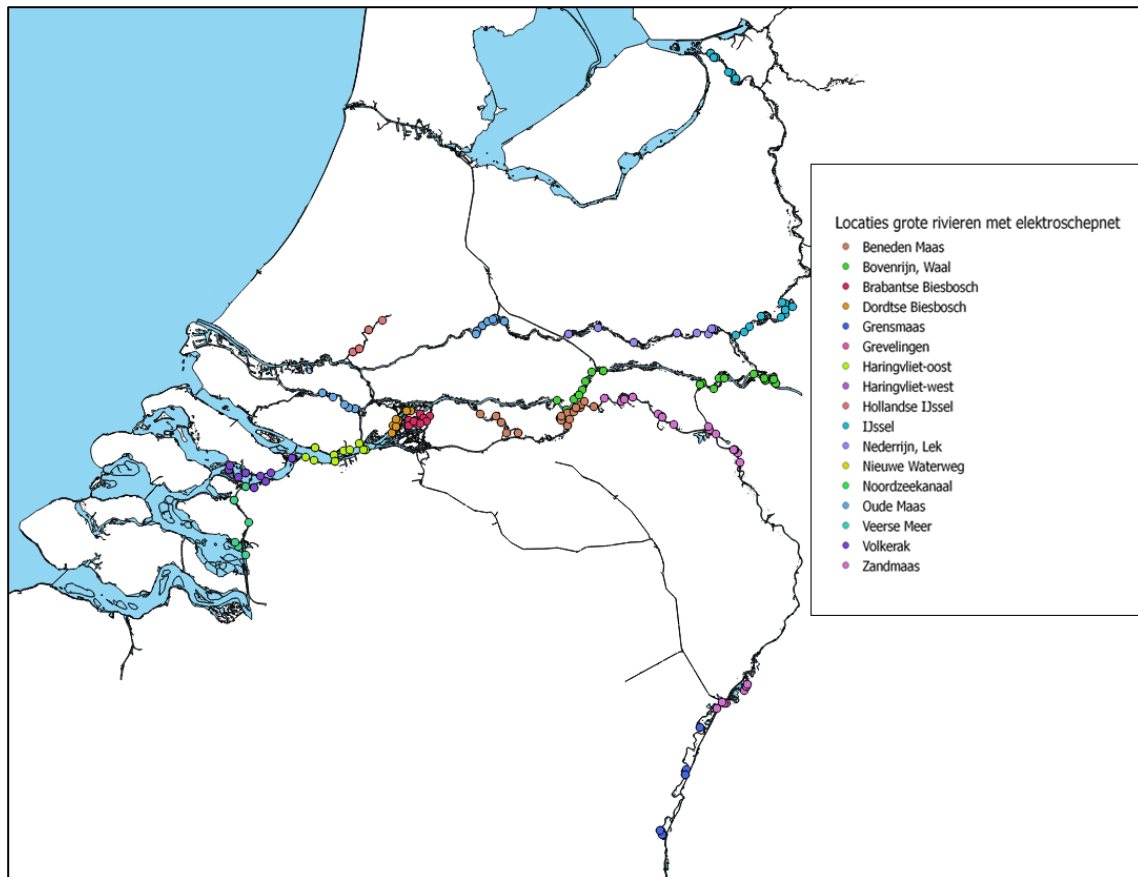 Locaties grote rivieren met elektroschepnet
Beneden Maas
Bovenrijn, Waal
Brabantse Biesbosch
Dordtse Biesbosch
Grensmaas
Grevelingen
Haringvliet-oost
Haringvliet-west
Hollandse IJssel
IJssel
Nederrijn, Lek
Nieuwe Waterweg
Noordzeekanaal
Oude Maas
Veerse Meer
Volkerak
Zandmaas